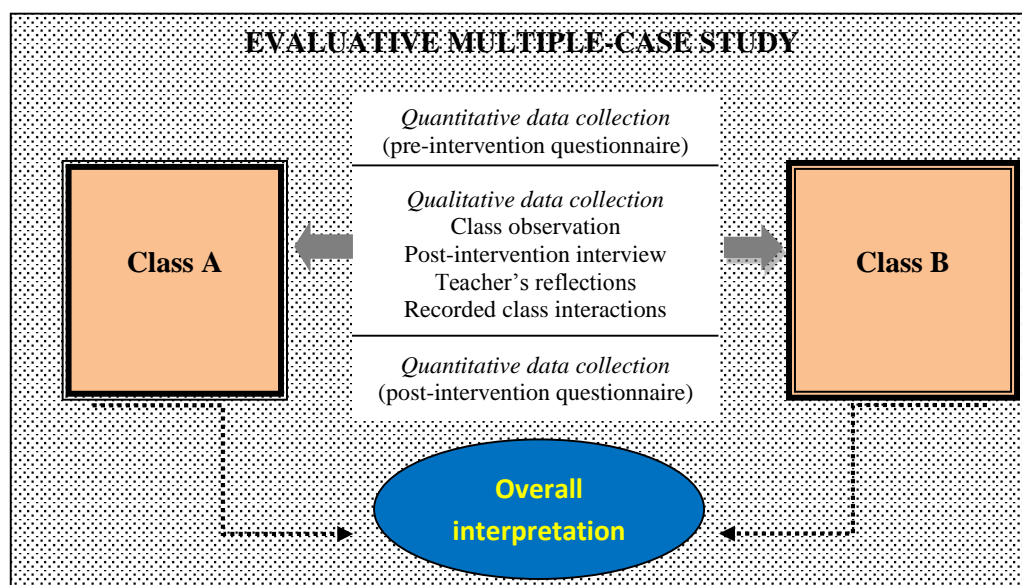 EVALUATIVE MULTIPLE-CASE STUDY
Quantitative data collection
(pre-intervention questionnaire)
Qualitative data collection
Class observation
Post-intervention interview
Teacher’s reflections
Recorded class interactions
Quantitative data collection
(post-intervention questionnaire)
Class A
Class B
Overall
interpretation